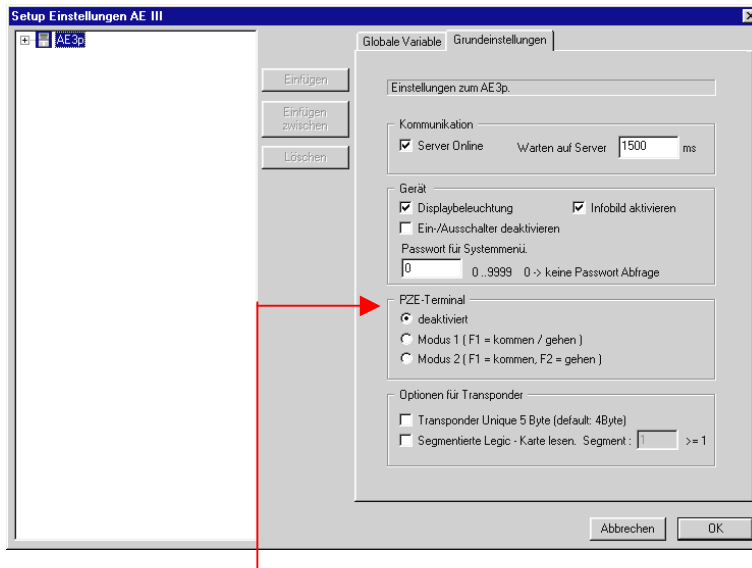 Setup Einstellungen AE III
AE3p
Einfügen
Einfügen
zwischen
Löschen
Globale Variable
Grundeinstellungen
Einstellungen zum AE3p.
Kommunikation
Server Online
Warten auf Server
1500
ms
Gerät
Displaybeleuchtung
Infobild aktivieren
Ein-/Ausschalter deaktivieren
Passwort für Systemmenü.
0
0 ..9999 0 -> keine Passwort Abfrage
PZE-Terminal
deaktiviert
Modus 1 ( F1 = kommen / gehen )
Modus 2 ( F1 = kommen, F2 = gehen )
Optionen für Transponder
Transponder Unique 5 Byte (default: 4Byte)
Segmentierte Legic - Karte lesen. Segment :
1
>= 1
Abbrechen
OK